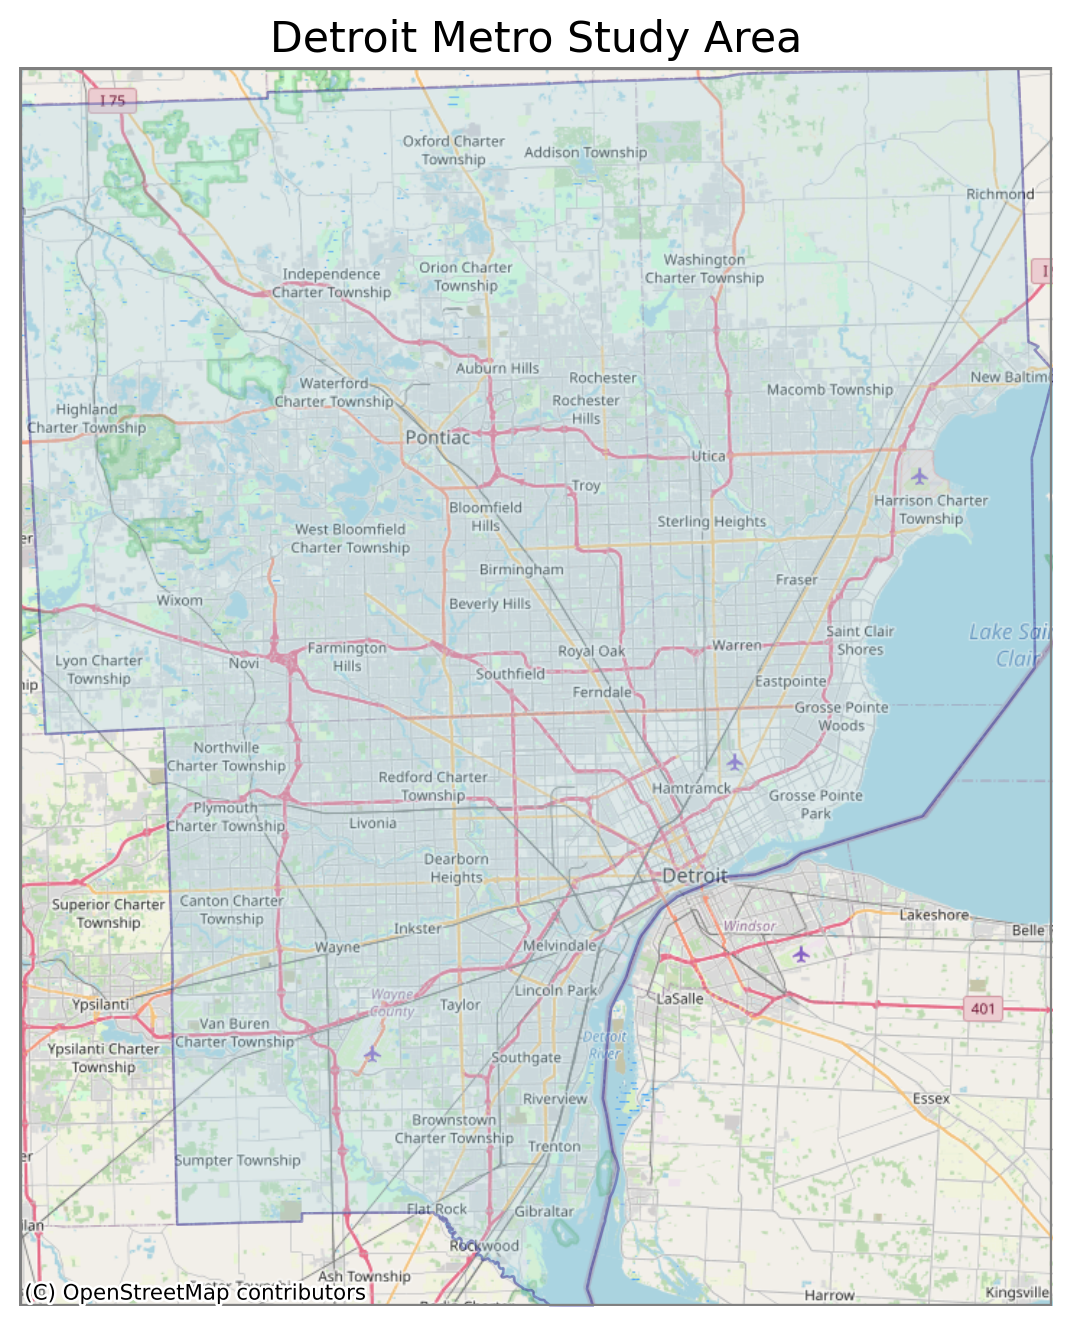 Detroit Metro Study Area
I 75
Oxford Charter
Township
Addison Township
Richmond
Washington
Charter Township
Independence
Charter Township
Orion Charter
Township
I
Auburn Hills
Rochester
New Baltim
Waterford
Charter Township
Rochester
Hills
Macomb Township
Highland
Charter Township
Pontiac
Utica
Troy
Bloomfield
Hills
Harrison Charter
Township
West Bloomfield
Charter Township
Sterling Heights
er
Birmingham
Fraser
Wixom
Beverly Hills
Lake Sai
Clair
Saint Clair
Shores
Lyon Charter
Township
Novi
Farmington
Hills
Royal Oak
Warren
Southfield
Eastpointe
ip
Ferndale
Grosse Pointe
Woods
Northville
Charter Township
Redford Charter
Township
Hamtramck
Grosse Pointe
Park
Plymouth
Charter Township
Livonia
Dearborn
Heights
Detroit
Superior Charter
Township
Canton Charter
Township
Lakeshore
Inkster
Windsor
Belle
Wayne
Melvindale
Ypsilanti
Wayne
County
Taylor
Lincoln Park
LaSalle
401
Van Buren
Charter Township
Detroit
River
Ypsilanti Charter
Township
Southgate
Riverview
Essex
Brownstown
Charter Township
Trenton
er
Sumpter Township
Flat Rock
Gibraltar
ilan
Rockwood
Ash Township
(C) OpenStreetMap contributors
Harrow
Kingsville